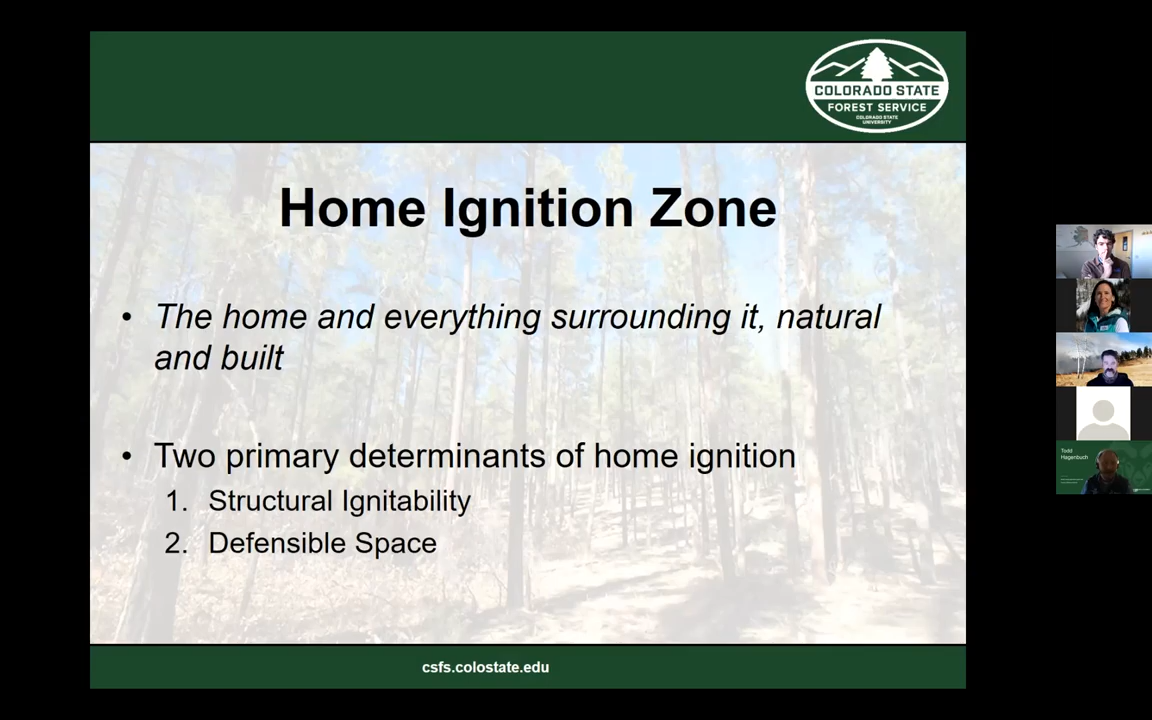 COLORADO STATE
FOREST SERVICE
COLORADO STATE
UNIVERSITY
Home Ignition Zone
• The home and everything surrounding it, natural
and built
• Two primary determinants of home ignition
1. Structural Ignitability
2. Defensible Space
csfs.colostate.edu
Todd
Hagenbuch